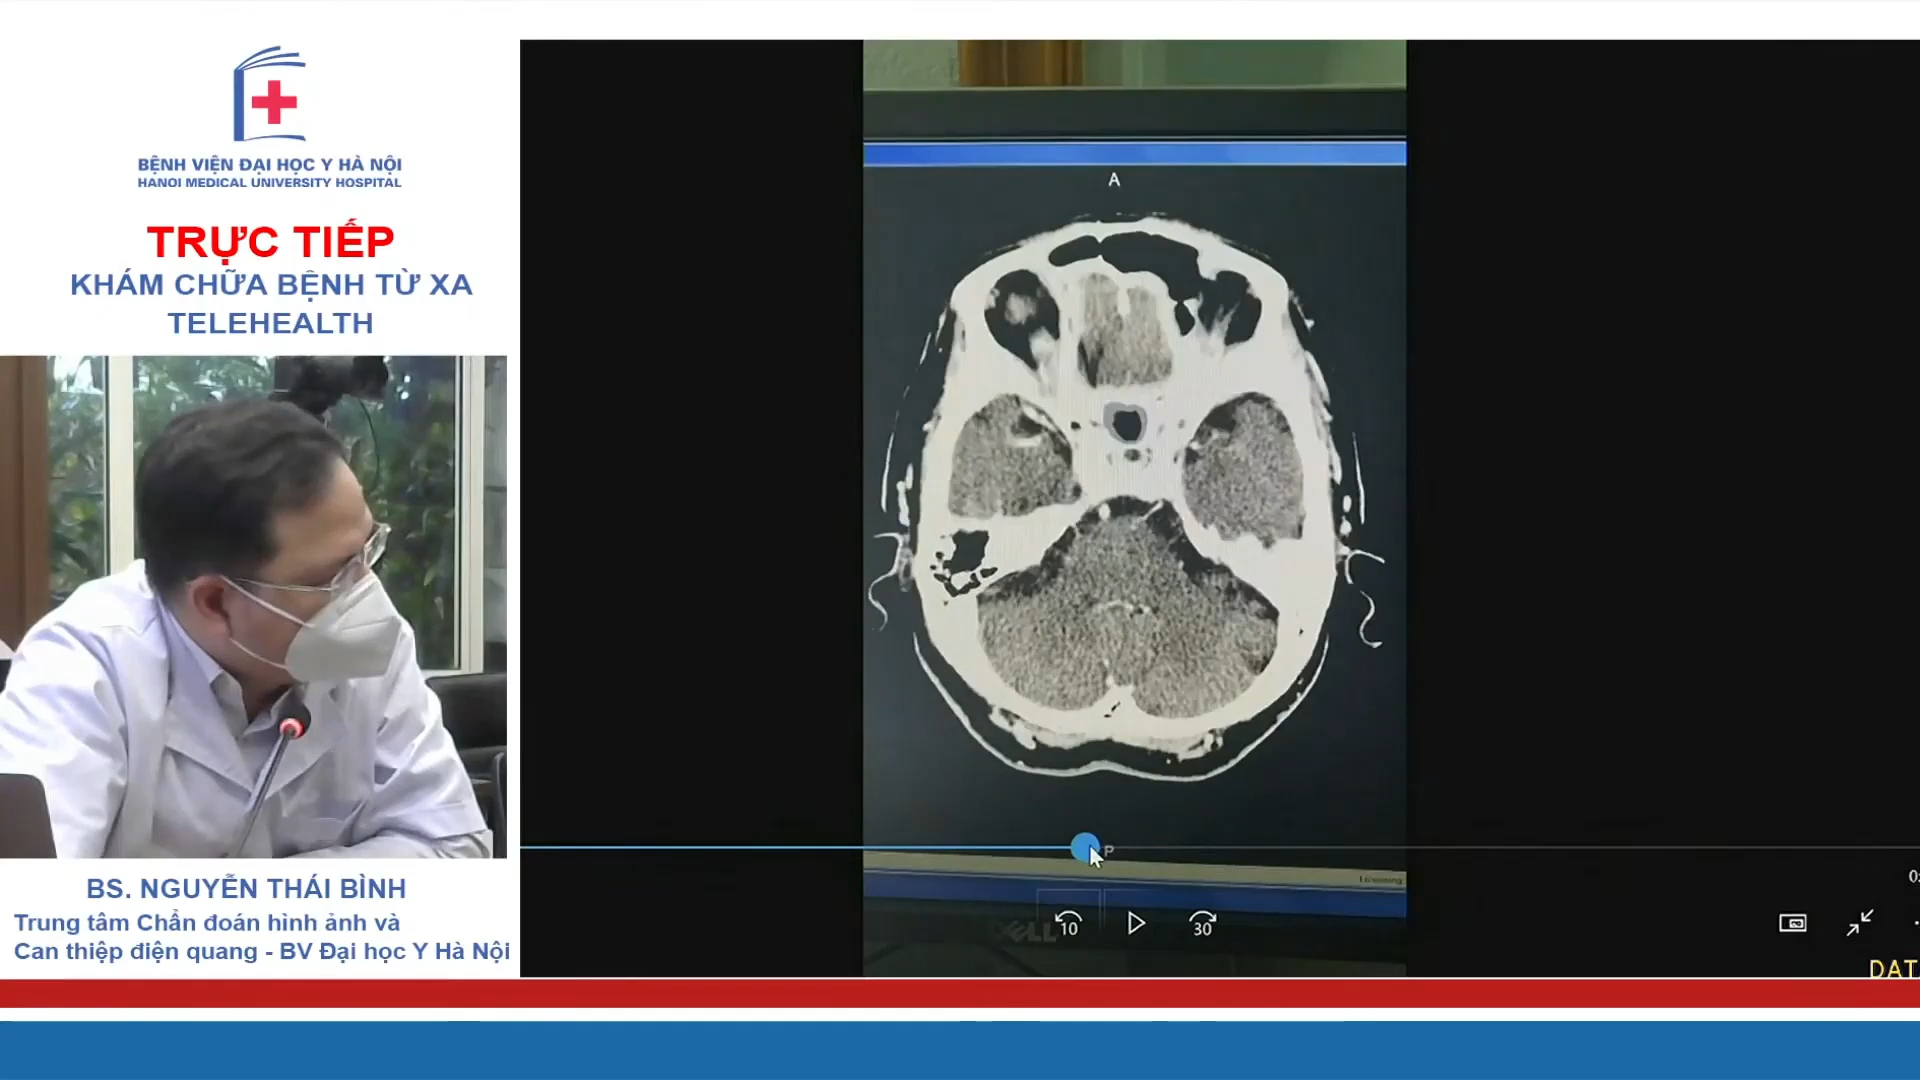 BỆNH VIỆN ĐẠI HỌC Y HÀ NỘI
HANOI MEDICAL UNIVERSITY HOSPITAL
TRỰC TIẾP
KHÁM CHỮA BỆNH TỪ XA
TELEHEALTH
BS. NGUYỄN THÁI BÌNH
Trung tâm Chẩn đoán hình ảnh và
Can thiệp điện quang - BV Đại học Y Hà Nội
A
P
10
30
DELL
DAT